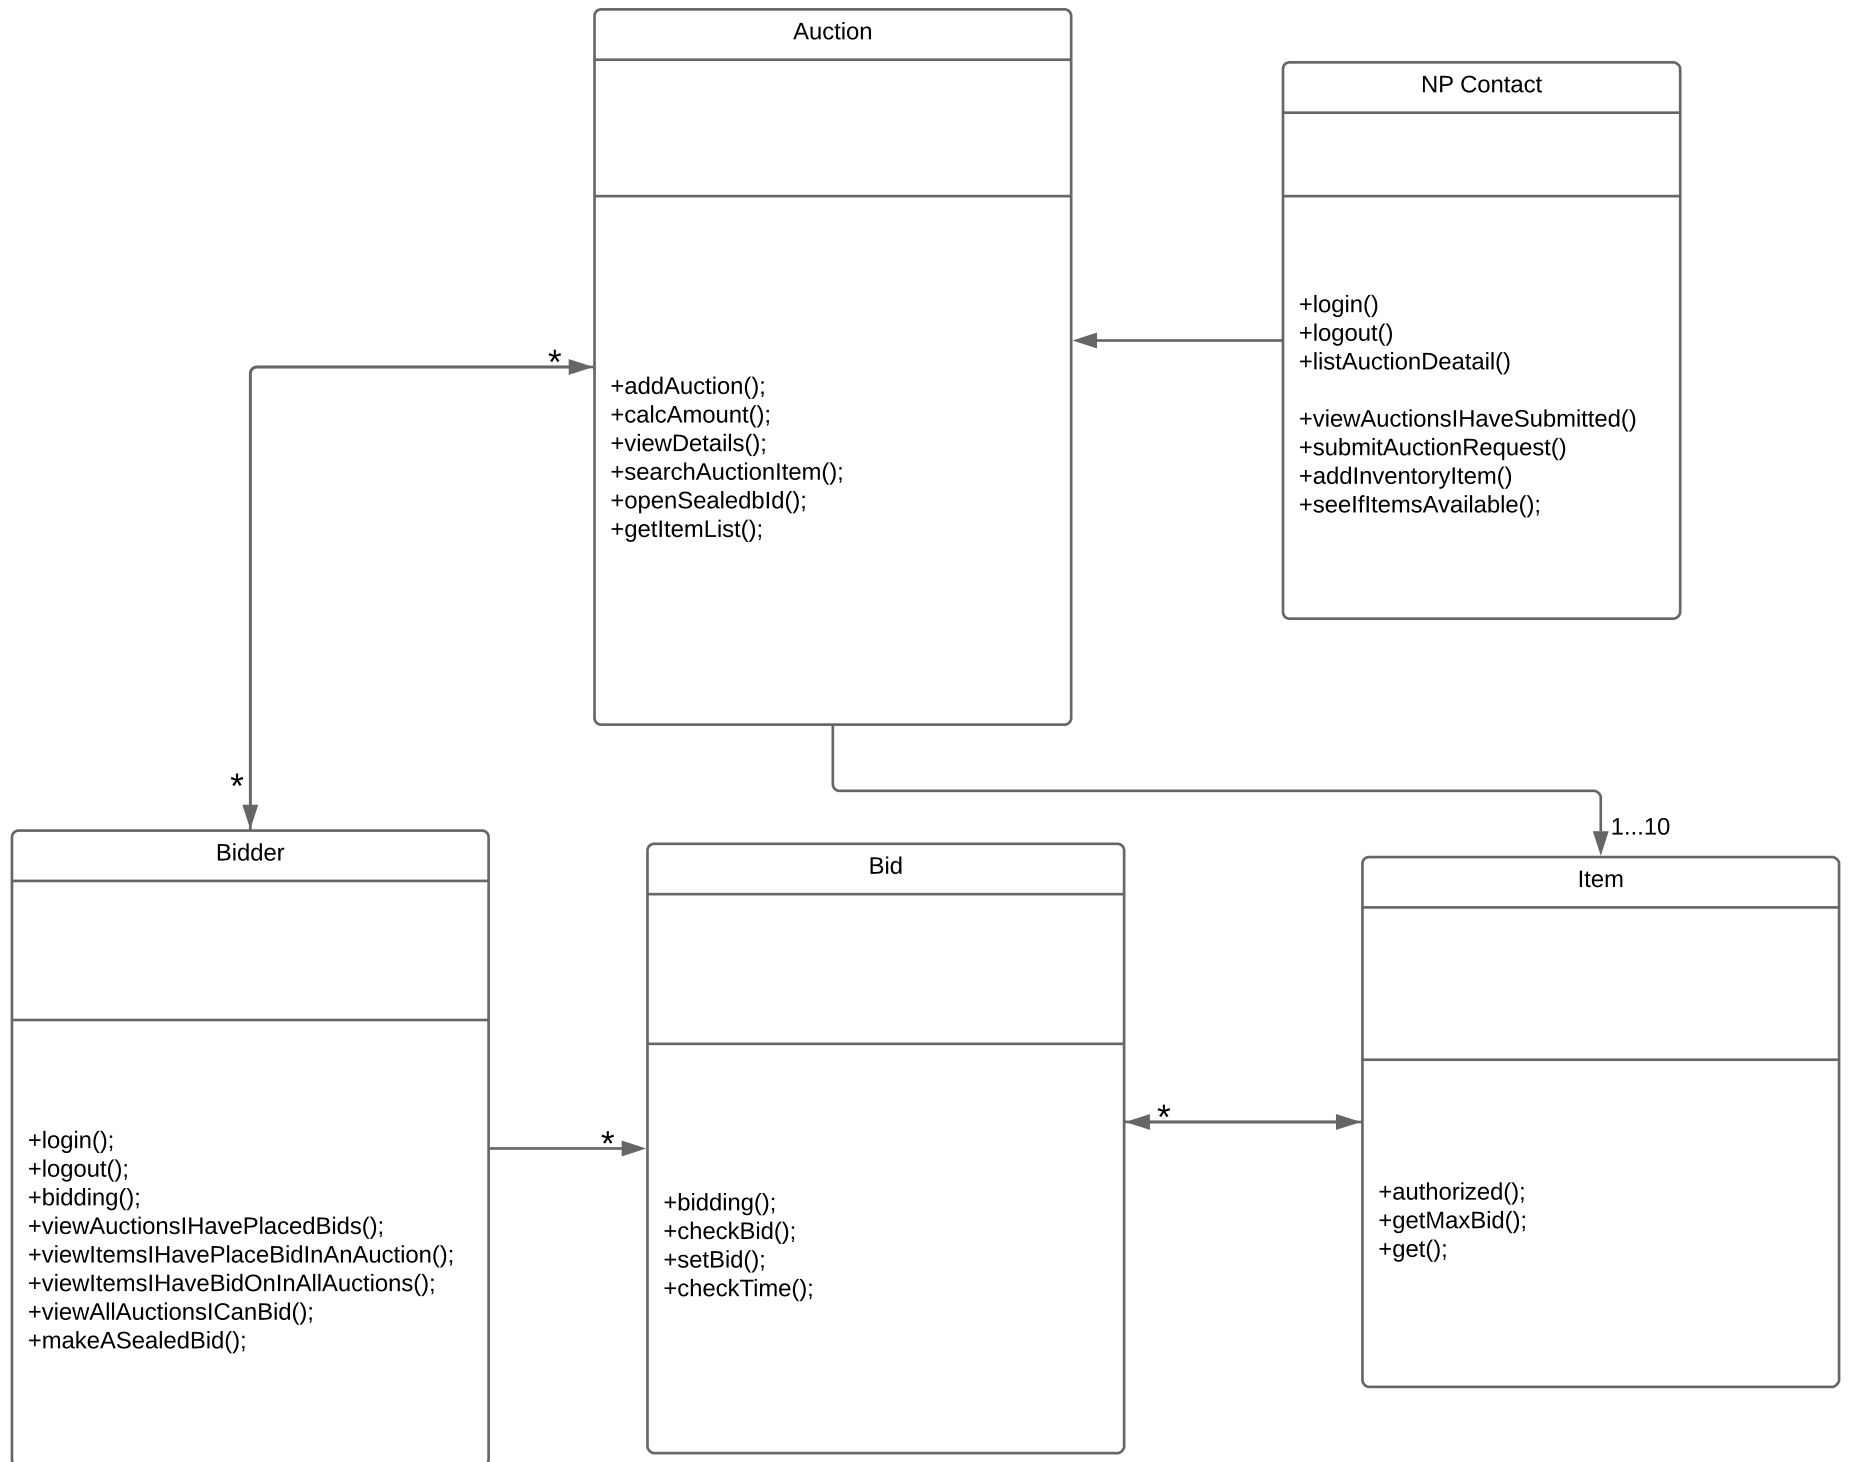 Auction
+addAuction();
+calcAmount();
+viewDetails();
+searchAuctionItem();
+openSealedbId();
+getItemList();
NP Contact
+login()
+logout()
+listAuctionDeatail()
+viewAuctionsIHaveSubmitted()
+submitAuctionRequest()
+addInventoryItem()
+seeIfItemsAvailable();
*
*
1...10
Bidder
+login();
+logout();
+bidding();
+viewAuctionsIHavePlacedBids();
+viewItemsIHavePlaceBidInAnAuction();
+viewItemsIHaveBidOnInAllAuctions();
+viewAllAuctionsICanBid();
+makeASealedBid();
*
Bid
+bidding();
+checkBid();
+setBid();
+checkTime();
*
Item
+authorized();
+getMaxBid();
+get();